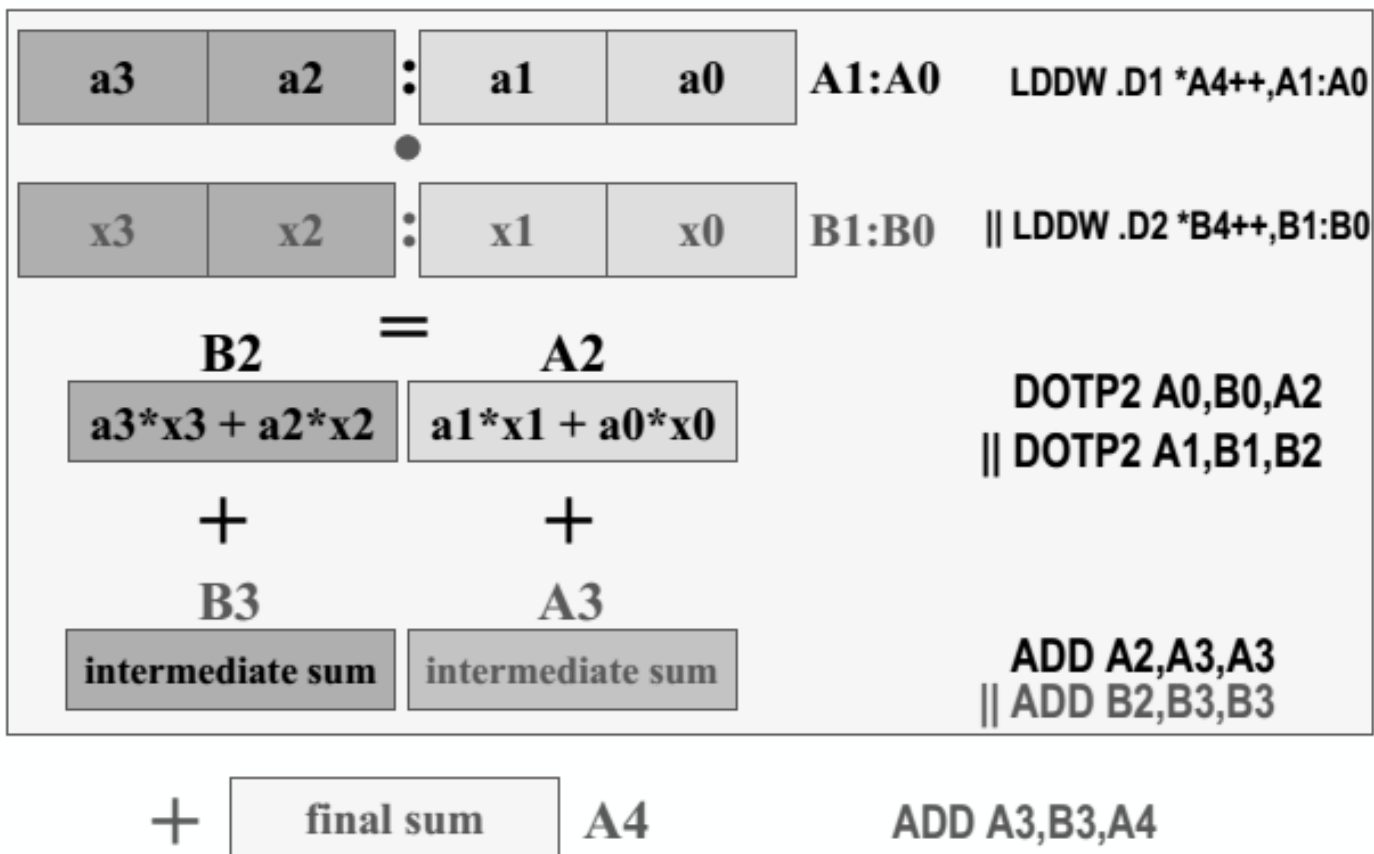 a3 a2 : a1 a0 A1:A0 LDDW .D1 *A4++,A1:A0
•
x3 x2 : x1 x0 B1:B0 || LDDW .D2 *B4++,B1:B0
=
B2 A2
a3*x3 + a2*x2 a1*x1 + a0*x0 DOTP2 A0,B0,A2
|| DOTP2 A1,B1,B2
+ +
B3 A3
intermediate sum intermediate sum ADD A2,A3,A3
|| ADD B2,B3,B3
+ final sum A4 ADD A3,B3,A4